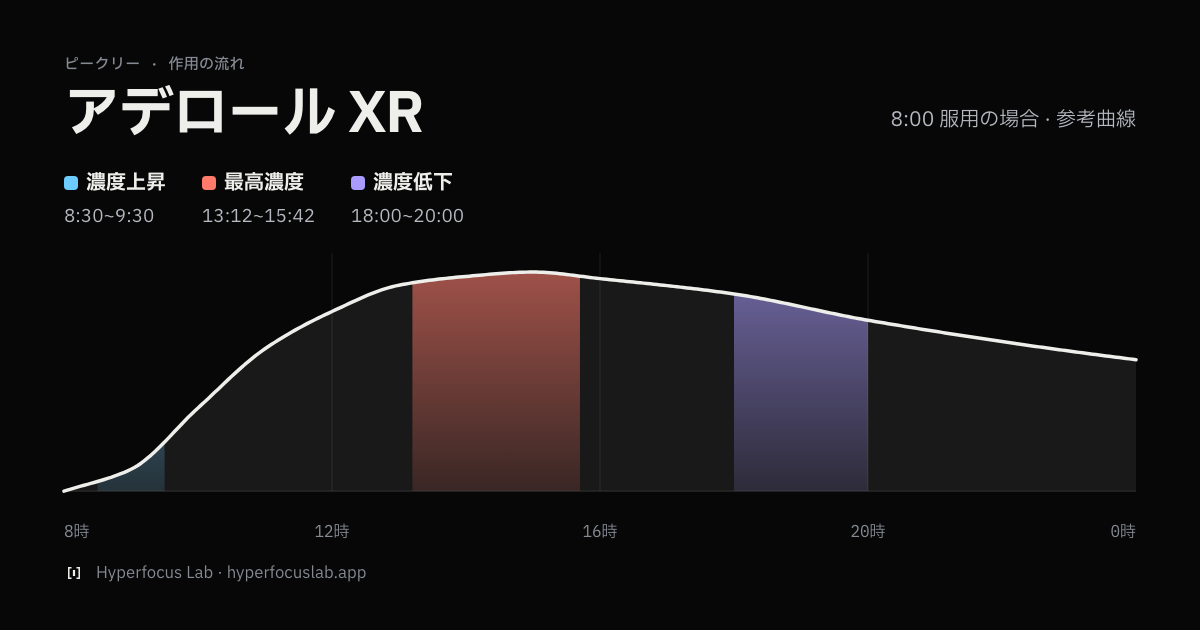 ピークリー · 作用の流れ
アデロール XR
8:00 服用の場合 · 参考曲線
濃度上昇 最高濃度 濃度低下
8:30~9:30 13:12~15:42 18:00~20:00
8時 12時 16時 20時 0時
Hyperfocus Lab · hyperfocuslab.app